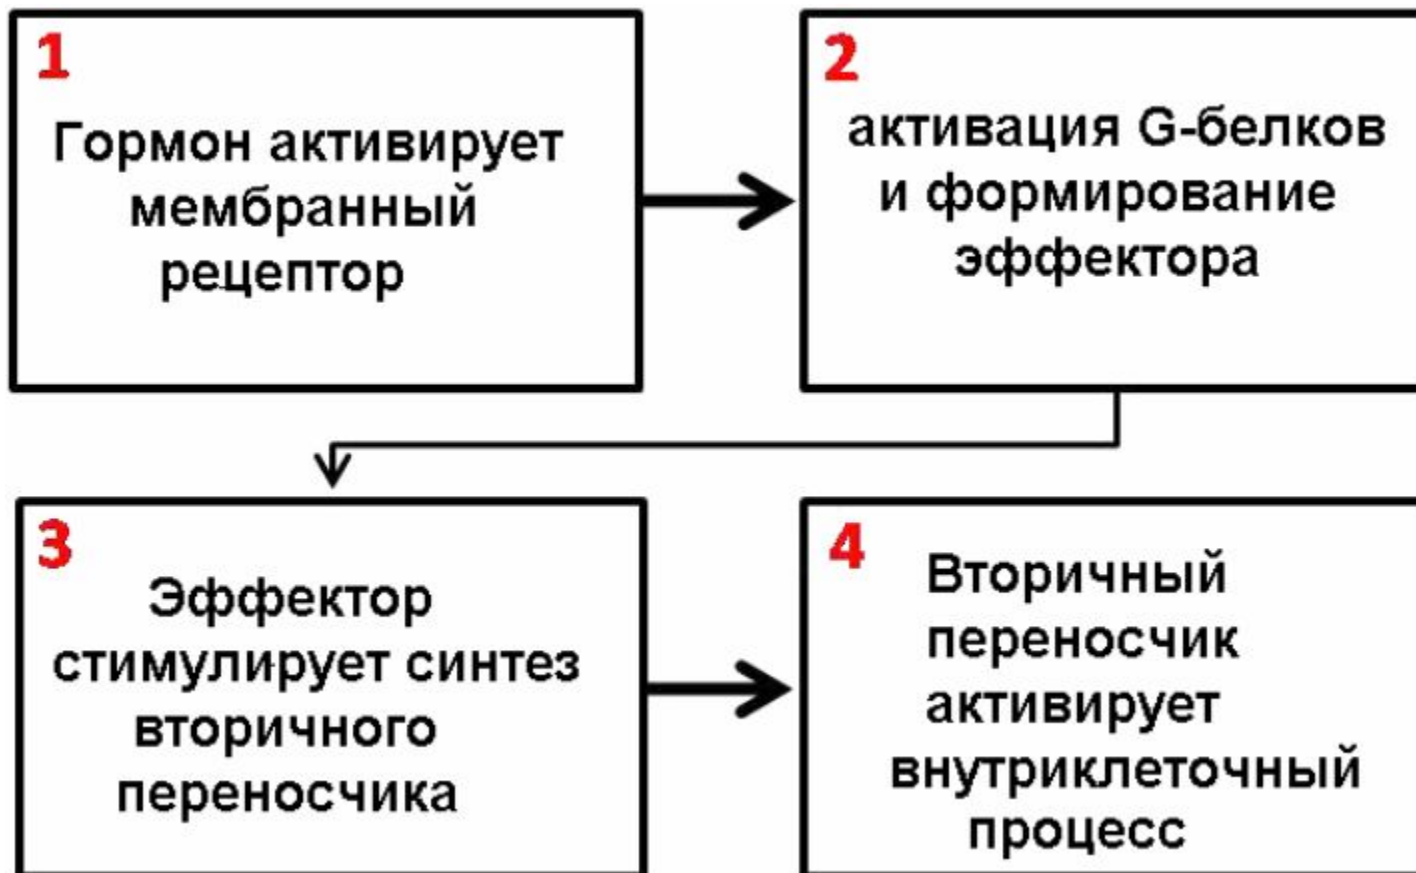 1
Гормон активирует
мембранный
рецептор
2
активация G-белков
и формирование
эффектора
3
Эффектор
стимулирует синтез
вторичного
переносчика
4
Вторичный
переносчик
активирует
внутриклеточный
процесс